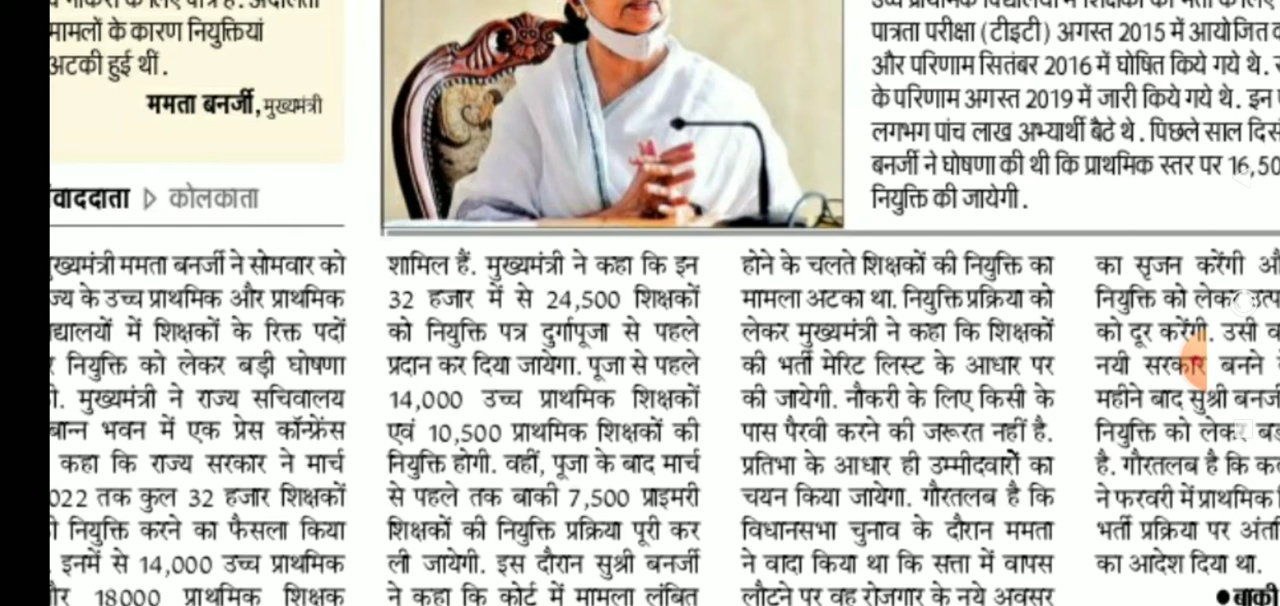 मामलों के कारण नियुक्तियां
अटकी हुई थीं.
ममता बनर्जी, मुख्यमंत्री
कोलकाता
मुख्यमंत्री ममता बनर्जी ने सोमवार को
के उच्च प्राथमिक और प्राथमिक
में शिक्षकों के रिक्त पदों
नियुक्ति को लेकर बड़ी घोषणा
मुख्यमंत्री ने राज्य सचिवालय
भवन में एक प्रेस कॉन्फ्रेंस
कहा कि राज्य सरकार ने मार्च
022 तक कुल 32 हजार शिक्षकों
नियुक्ति करने का फैसला किया
. इनमें से 14,000 उच्च प्राथमिक
18000 प्राथमिक शिक्षक
शामिल हैं. मुख्यमंत्री ने कहा कि इन
32 हजार में से 24,500 शिक्षकों
को नियुक्ति पत्र दुर्गापूजा से पहले
प्रदान कर दिया जायेगा. पूजा से पहले
14,000 उच्च प्राथमिक शिक्षकों
एवं 10,500 प्राथमिक शिक्षकों की
नियुक्ति होगी. वहीं, पूजा के बाद मार्च
से पहले तक बाकी 7,500 प्राइमरी
शिक्षकों की नियुक्ति प्रक्रिया पूरी कर
ली जायेगी. इस दौरान सुश्री बनर्जी
ने कहा कि कोर्ट में मामला लंबित
होने के चलते शिक्षकों की नियुक्ति का
मामला अटका था. नियुक्ति प्रक्रिया को
लेकर मुख्यमंत्री ने कहा कि शिक्षकों
की भर्ती मेरिट लिस्ट के आधार पर
की जायेगी. नौकरी के लिए किसी के
पास पैरवी करने की जरूरत नहीं है.
प्रतिभा के आधार ही उम्मीदवारों का
चयन किया जायेगा. गौरतलब है कि
विधानसभा चुनाव के दौरान ममता
ने वादा किया था कि सत्ता में वापस
लौटने पर वह रोजगार के नये अवसर
का सृजन करेंगी
नियुक्ति को लेकर
को दूर करेंगी. उसी
नयी सरकार बनने
महीने बाद सुश्री
नियुक्ति को लेकर
है. गौरतलब है कि
ने फरवरी में प्राथमिक
भर्ती प्रक्रिया पर
का आदेश दिया था.
●बाकी
पात्रता परीक्षा (टीइटी) अगस्त 2015 में आयोजित
और परिणाम सितंबर 2016 में घोषित किये गये थे.
के परिणाम अगस्त 2019 में जारी किये गये थे. इन
लगभग पांच लाख अभ्यार्थी बैठे थे. पिछले साल
बनर्जी ने घोषणा की थी कि प्राथमिक स्तर पर 16,50
नियुक्ति की जायेगी.